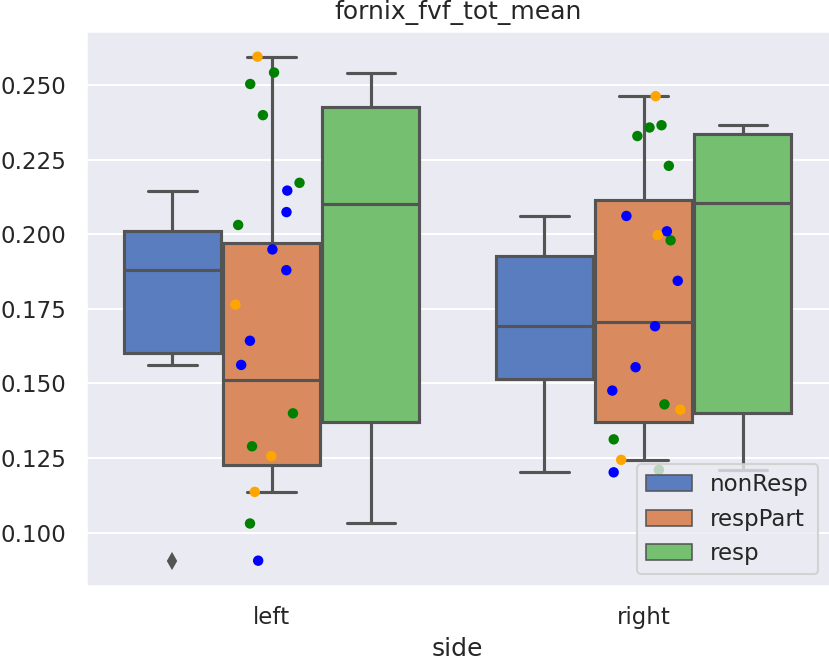 fornix_fvf_tot_mean
0.250
0.225
0.200
0.175
0.150
0.125
0.100
nonResp
respPart
resp
left
right
side